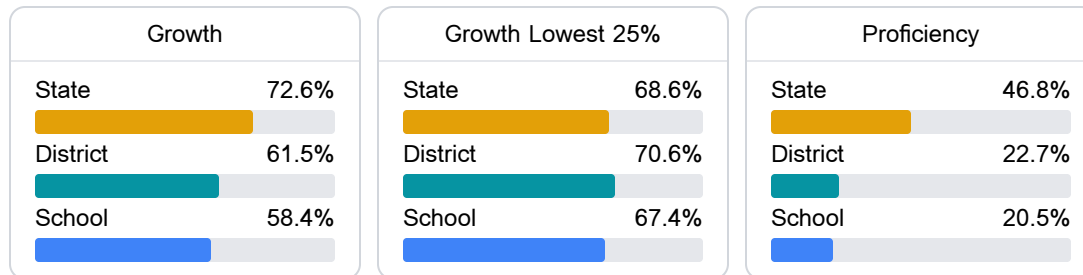 Growth
State 72.6%
District 61.5%
School 58.4%
Growth Lowest 25%
State 68.6%
District 70.6%
School 67.4%
Proficiency
State 46.8%
District 22.7%
School 20.5%